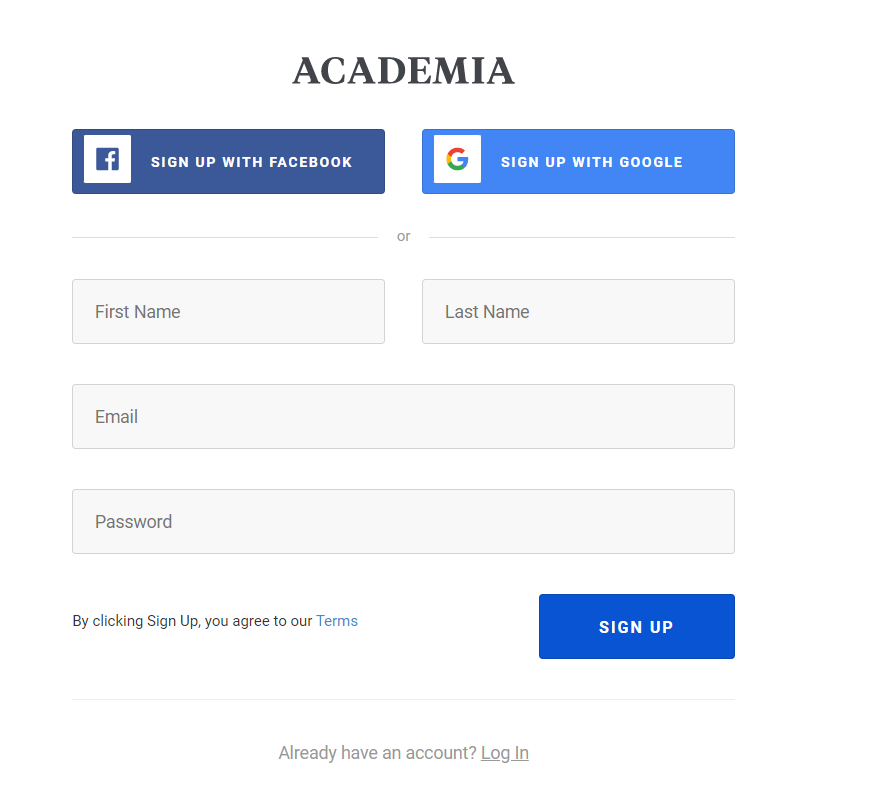 ACADEMIA
SIGN UP WITH FACEBOOK
SIGN UP WITH GOOGLE
or
First Name
Last Name
Email
Password
By clicking Sign Up, you agree to our Terms
SIGN UP
Already have an account? Log In